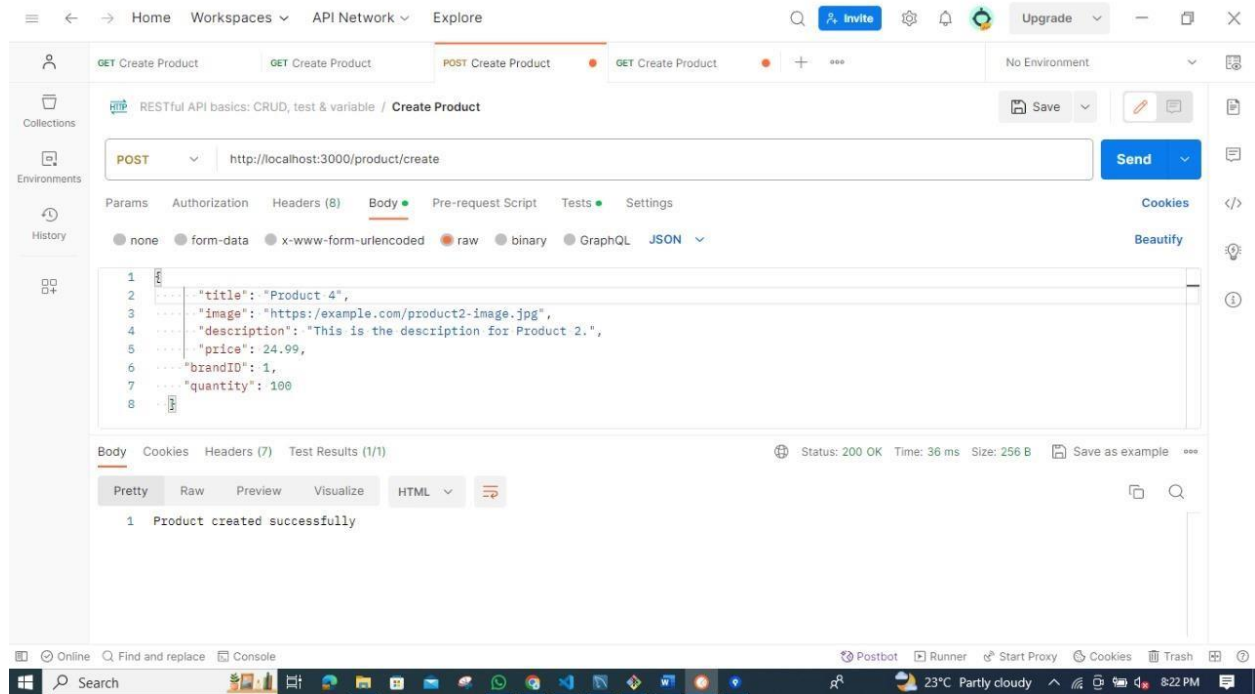 Home Workspaces API Network Explore Invite Upgrade
GET Create Product GET Create Product POST Create Product GET Create Product No Environment
HTTP RESTful API basics: CRUD, test & variable / Create Product Save
Collections
Environments
History
POST http://localhost:3000/product/create Send
Params Authorization Headers (8) Body Pre-request Script Tests Settings Cookies
none form-data x-www-form-urlencoded raw binary GraphQL JSON Beautify
1 {
2 "title": "Product 4",
3 "image": "https:/example.com/product2-image.jpg",
4 "description": "This is the description for Product 2.",
5 "price": 24.99,
6 "brandID": 1,
7 "quantity": 100
8 }
Body Cookies Headers (7) Test Results (1/1) Status: 200 OK Time: 36 ms Size: 256 B Save as example
Pretty Raw Preview Visualize HTML
1 Product created successfully
Online Find and replace Console Postbot Runner Start Proxy Cookies Trash
Search 23°C Partly cloudy 8:22 PM